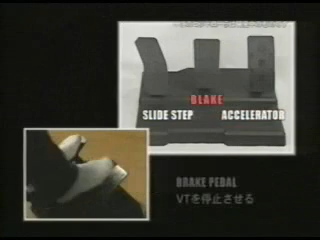 BLAKE
SLIDE STEP ACCELERATOR
BRAKE PEDAL
VTを停止させる